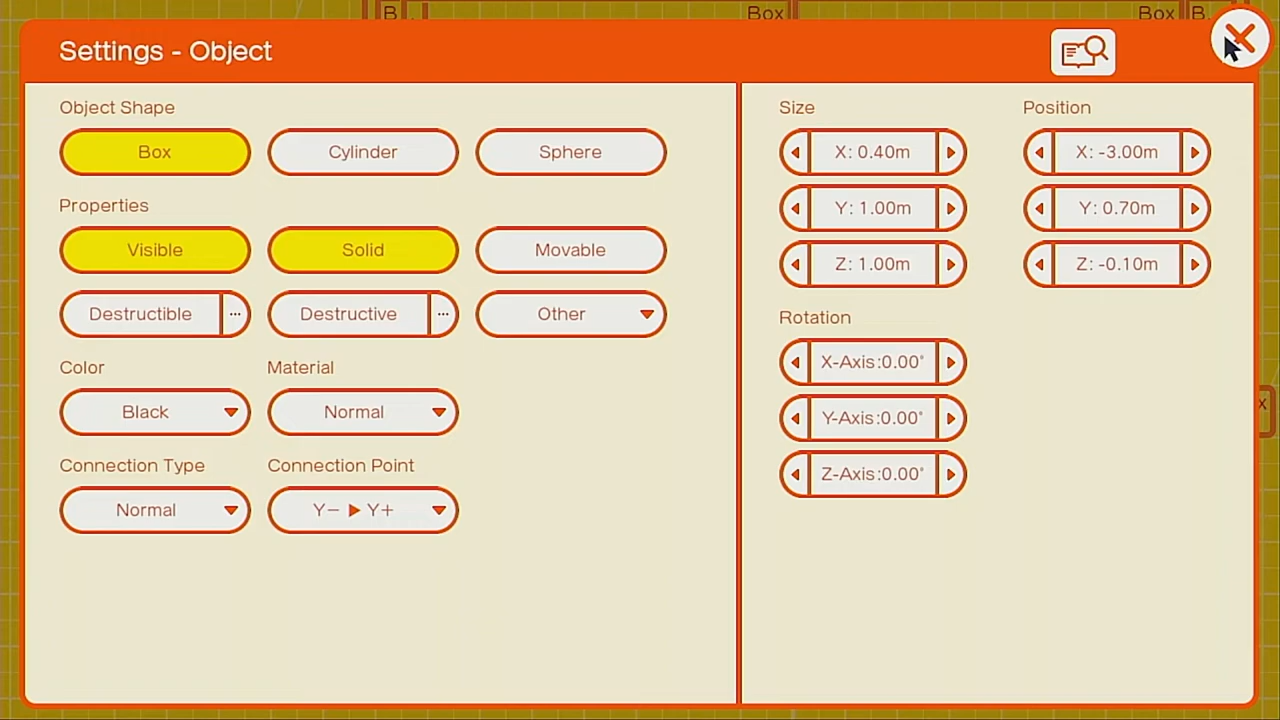 B
Box
Box
B.
Settings - Object
Object Shape
Box
Cylinder
Sphere
Properties
Visible
Solid
Movable
Destructible
...
Destructive
...
Other
Color
Material
Black
Normal
Connection Type
Connection Point
Normal
Y− ▶ Y+
Size
Position
X: 0.40m
X: -3.00m
Y: 1.00m
Y: 0.70m
Z: 1.00m
Z: -0.10m
Rotation
X-Axis:0.00°
Y-Axis:0.00°
Z-Axis:0.00°
x